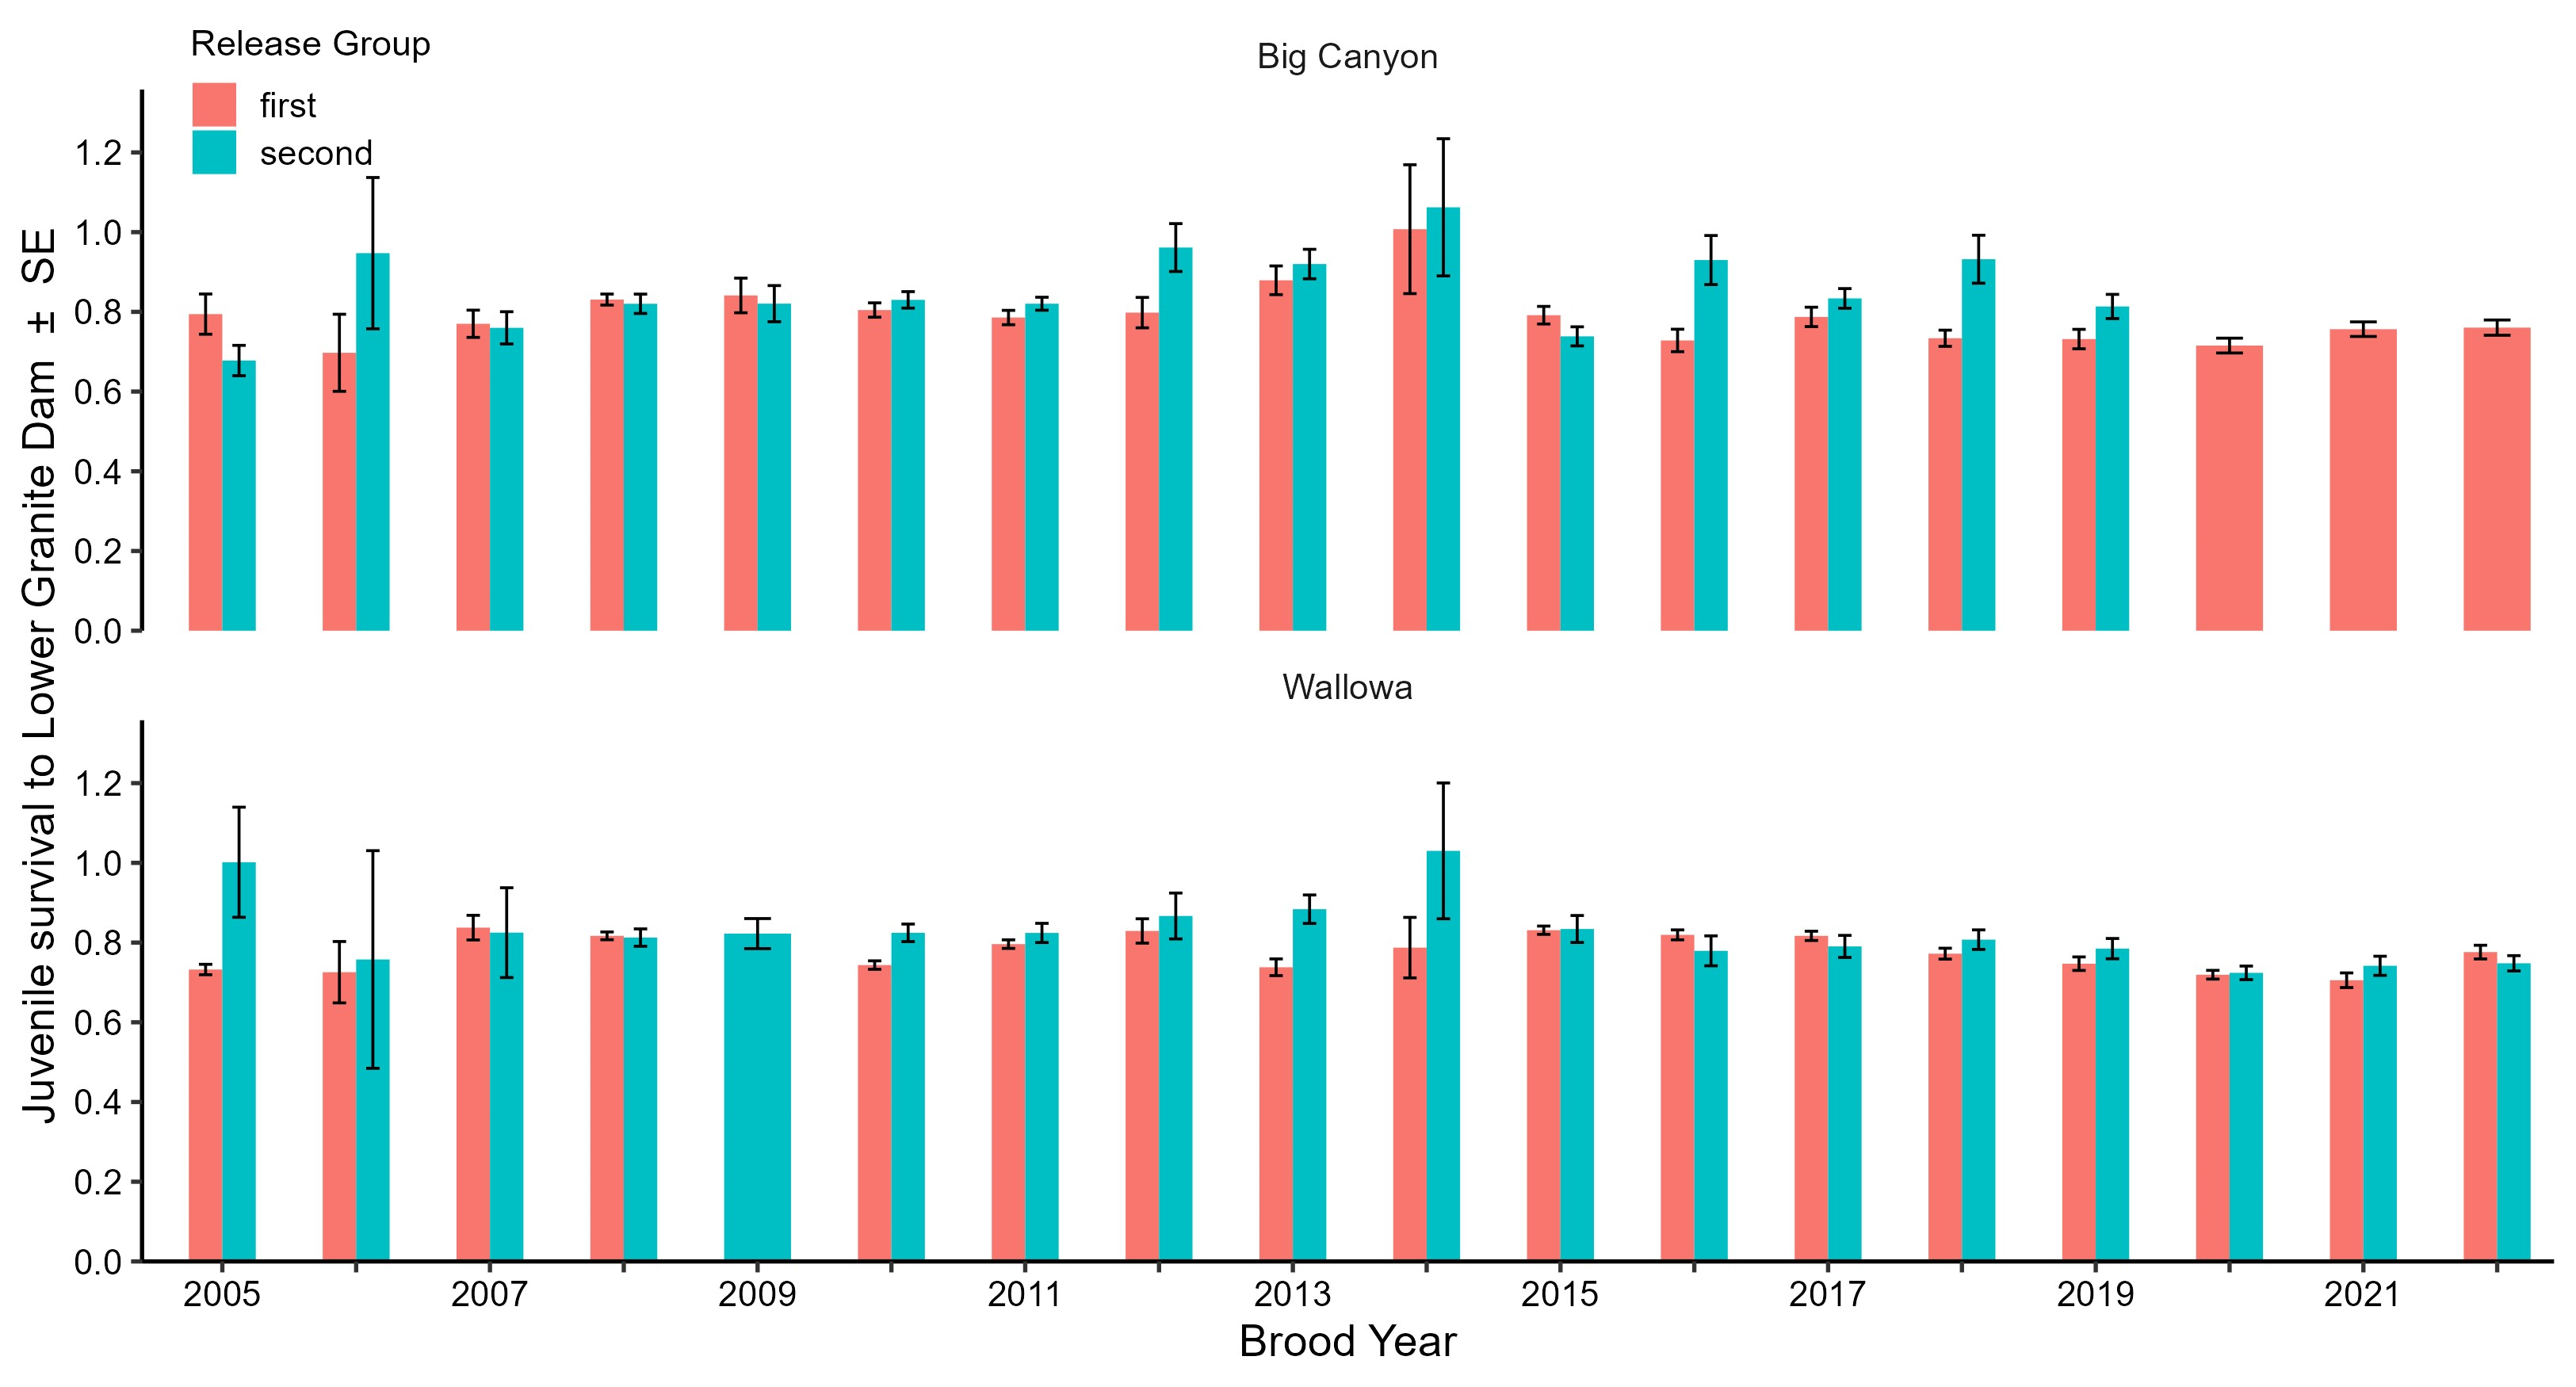 Release Group
first
second
Big Canyon
1.2
1.0
0.8
0.6
0.4
0.2
0.0
Juvenile survival to Lower Granite Dam ± SE
Wallowa
1.2
1.0
0.8
0.6
0.4
0.2
0.0
2005 2007 2009 2011 2013 2015 2017 2019 2021
Brood Year